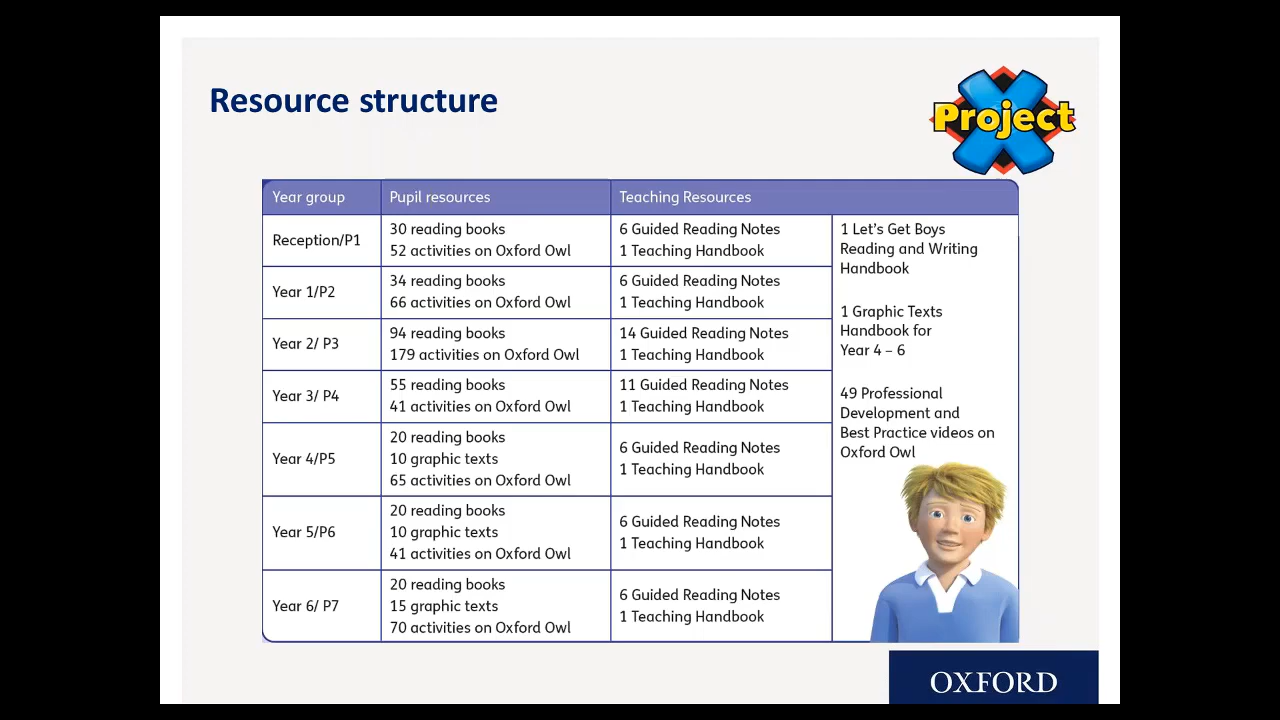 Resource structure
Project X
Year group
Pupil resources
Teaching Resources
Reception/P1
30 reading books
52 activities on Oxford Owl
6 Guided Reading Notes
1 Teaching Handbook
Year 1/P2
34 reading books
66 activities on Oxford Owl
6 Guided Reading Notes
1 Teaching Handbook
Year 2/ P3
94 reading books
179 activities on Oxford Owl
14 Guided Reading Notes
1 Teaching Handbook
Year 3/ P4
55 reading books
41 activities on Oxford Owl
11 Guided Reading Notes
1 Teaching Handbook
Year 4/P5
20 reading books
10 graphic texts
65 activities on Oxford Owl
6 Guided Reading Notes
1 Teaching Handbook
Year 5/P6
20 reading books
10 graphic texts
41 activities on Oxford Owl
6 Guided Reading Notes
1 Teaching Handbook
Year 6/ P7
20 reading books
15 graphic texts
70 activities on Oxford Owl
6 Guided Reading Notes
1 Teaching Handbook
1 Let's Get Boys
Reading and Writing
Handbook
1 Graphic Texts
Handbook for
Year 4 – 6
49 Professional
Development and
Best Practice videos on
Oxford Owl
OXFORD